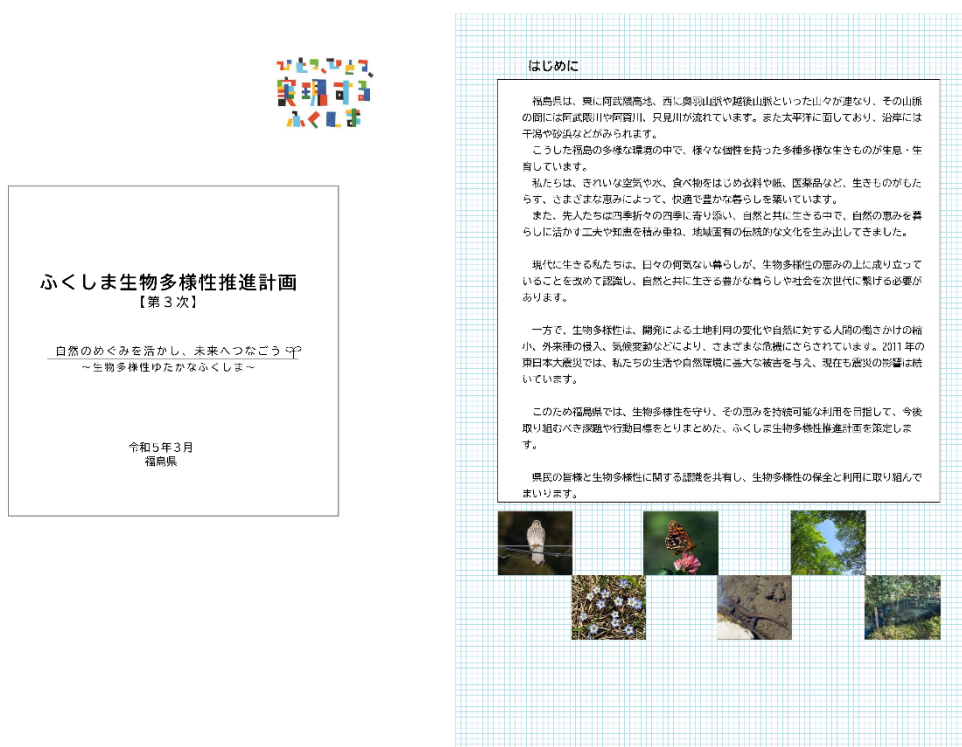 ひとつ、ひとつ、
実現する
ふくしま
ふくしま生物多様性推進計画
【第３次】
自然のめぐみを活かし、未来へつなごう
～生物多様性ゆたかなふくしま～
令和５年３月
福島県
はじめに
福島県は、東に阿武隈高地、西に奥羽山脈や越後山脈といった山々が連なり、その山脈
の間には阿武隈川や阿賀川、只見川が流れています。また太平洋に面しており、沿岸には
干潟や砂浜などがみられます。
こうした福島の多様な環境の中で、様々な個性を持った多種多様な生きものが生息・生
育しています。
私たちは、きれいな空気や水、食べ物をはじめ衣料や紙、医薬品など、生きものがもた
らす、さまざまな恵みによって、快適で豊かな暮らしを築いています。
また、先人たちは四季折々の四季に寄り添い、自然と共に生きる中で、自然の恵みを暮
らしに活かす工夫や知恵を積み重ね、地域固有の伝統的な文化を生み出してきました。
現代に生きる私たちは、日々の何気ない暮らしが、生物多様性の恵みの上に成り立って
いることを改めて認識し、自然と共に生きる豊かな暮らしや社会を次世代に繋げる必要が
あります。
一方で、生物多様性は、開発による土地利用の変化や自然に対する人間の働きかけの縮
小、外来種の侵入、気候変動などにより、さまざまな危機にさらされています。2011 年の
東日本大震災では、私たちの生活や自然環境に甚大な被害を与え、現在も震災の影響は続
いています。
このため福島県では、生物多様性を守り、その恵みを持続可能な利用を目指して、今後
取り組むべき課題や行動目標をとりまとめた、ふくしま生物多様性推進計画を策定しま
す。
県民の皆様と生物多様性に関する認識を共有し、生物多様性の保全と利用に取り組んで
まいります。